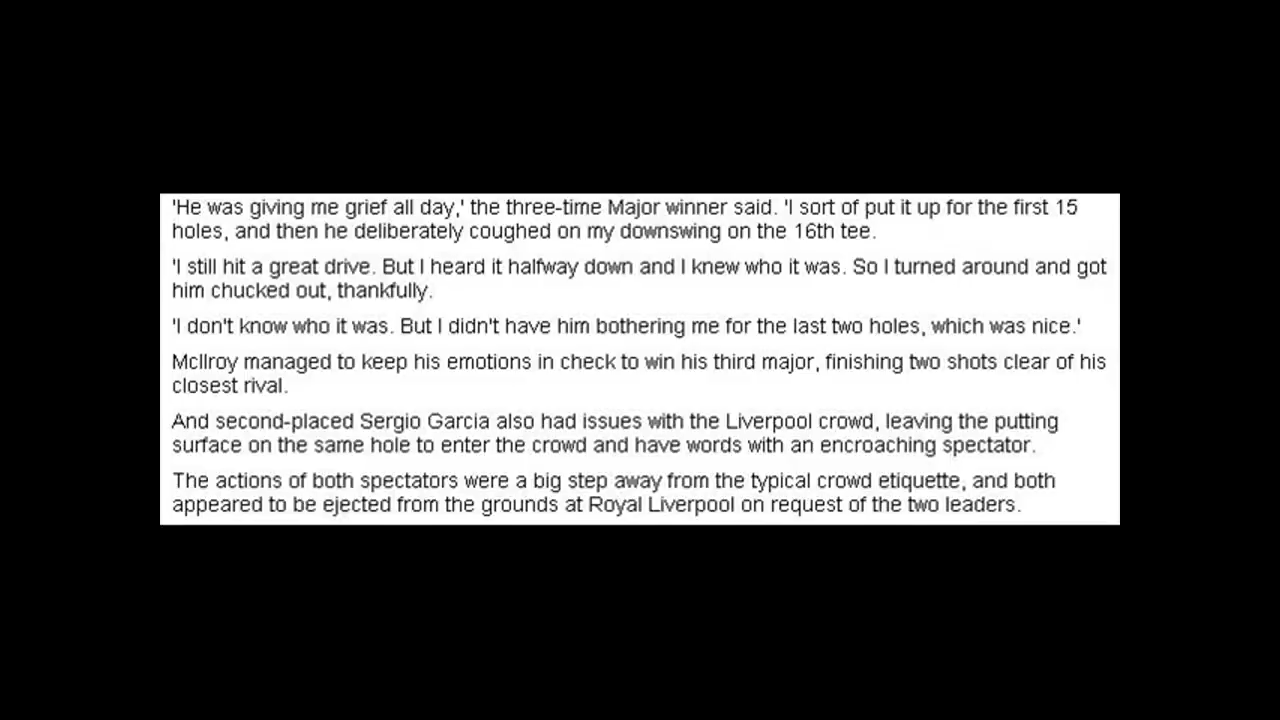 'He was giving me grief all day,' the three-time Major winner said. 'I sort of put it up for the first 15
holes, and then he deliberately coughed on my downswing on the 16th tee.
'I still hit a great drive. But I heard it halfway down and I knew who it was. So I turned around and got
him chucked out, thankfully.
'I don't know who it was. But I didn't have him bothering me for the last two holes, which was nice.'
McIlroy managed to keep his emotions in check to win his third major, finishing two shots clear of his
closest rival.
And second-placed Sergio Garcia also had issues with the Liverpool crowd, leaving the putting
surface on the same hole to enter the crowd and have words with an encroaching spectator.
The actions of both spectators were a big step away from the typical crowd etiquette, and both
appeared to be ejected from the grounds at Royal Liverpool on request of the two leaders.